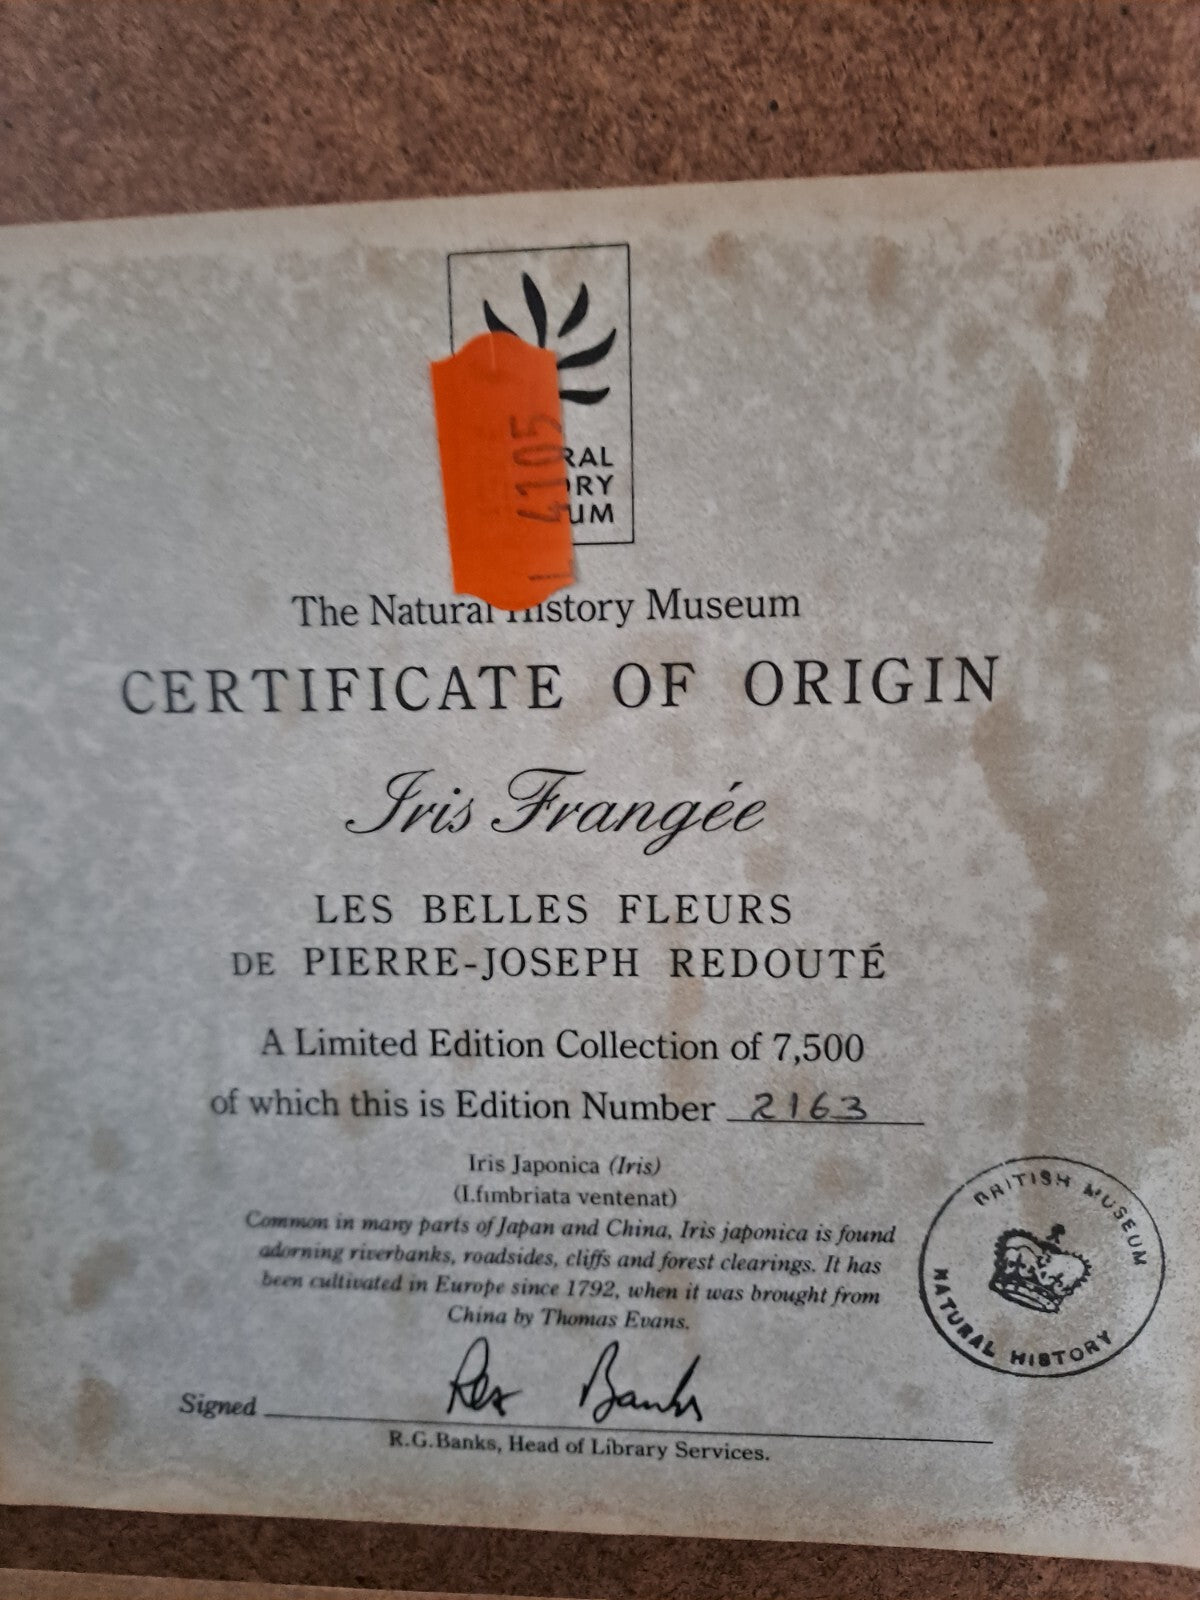 RAL
ORY
UM
L 4105
The Natural History Museum
CERTIFICATE OF ORIGIN
Iris Frangée
LES BELLES FLEURS
DE PIERRE-JOSEPH REDOUTÉ
A Limited Edition Collection of 7,500
of which this is Edition Number 2163
Iris Japonica (Iris)
(I.fimbriata ventenat)
Common in many parts of Japan and China, Iris japonica is found
adorning riverbanks, roadsides, cliffs and forest clearings. It has
been cultivated in Europe since 1792, when it was brought from
China by Thomas Evans.
BRITISH MUSEUM
NATURAL HISTORY
Signed Rex Banks
R.G.Banks, Head of Library Services.